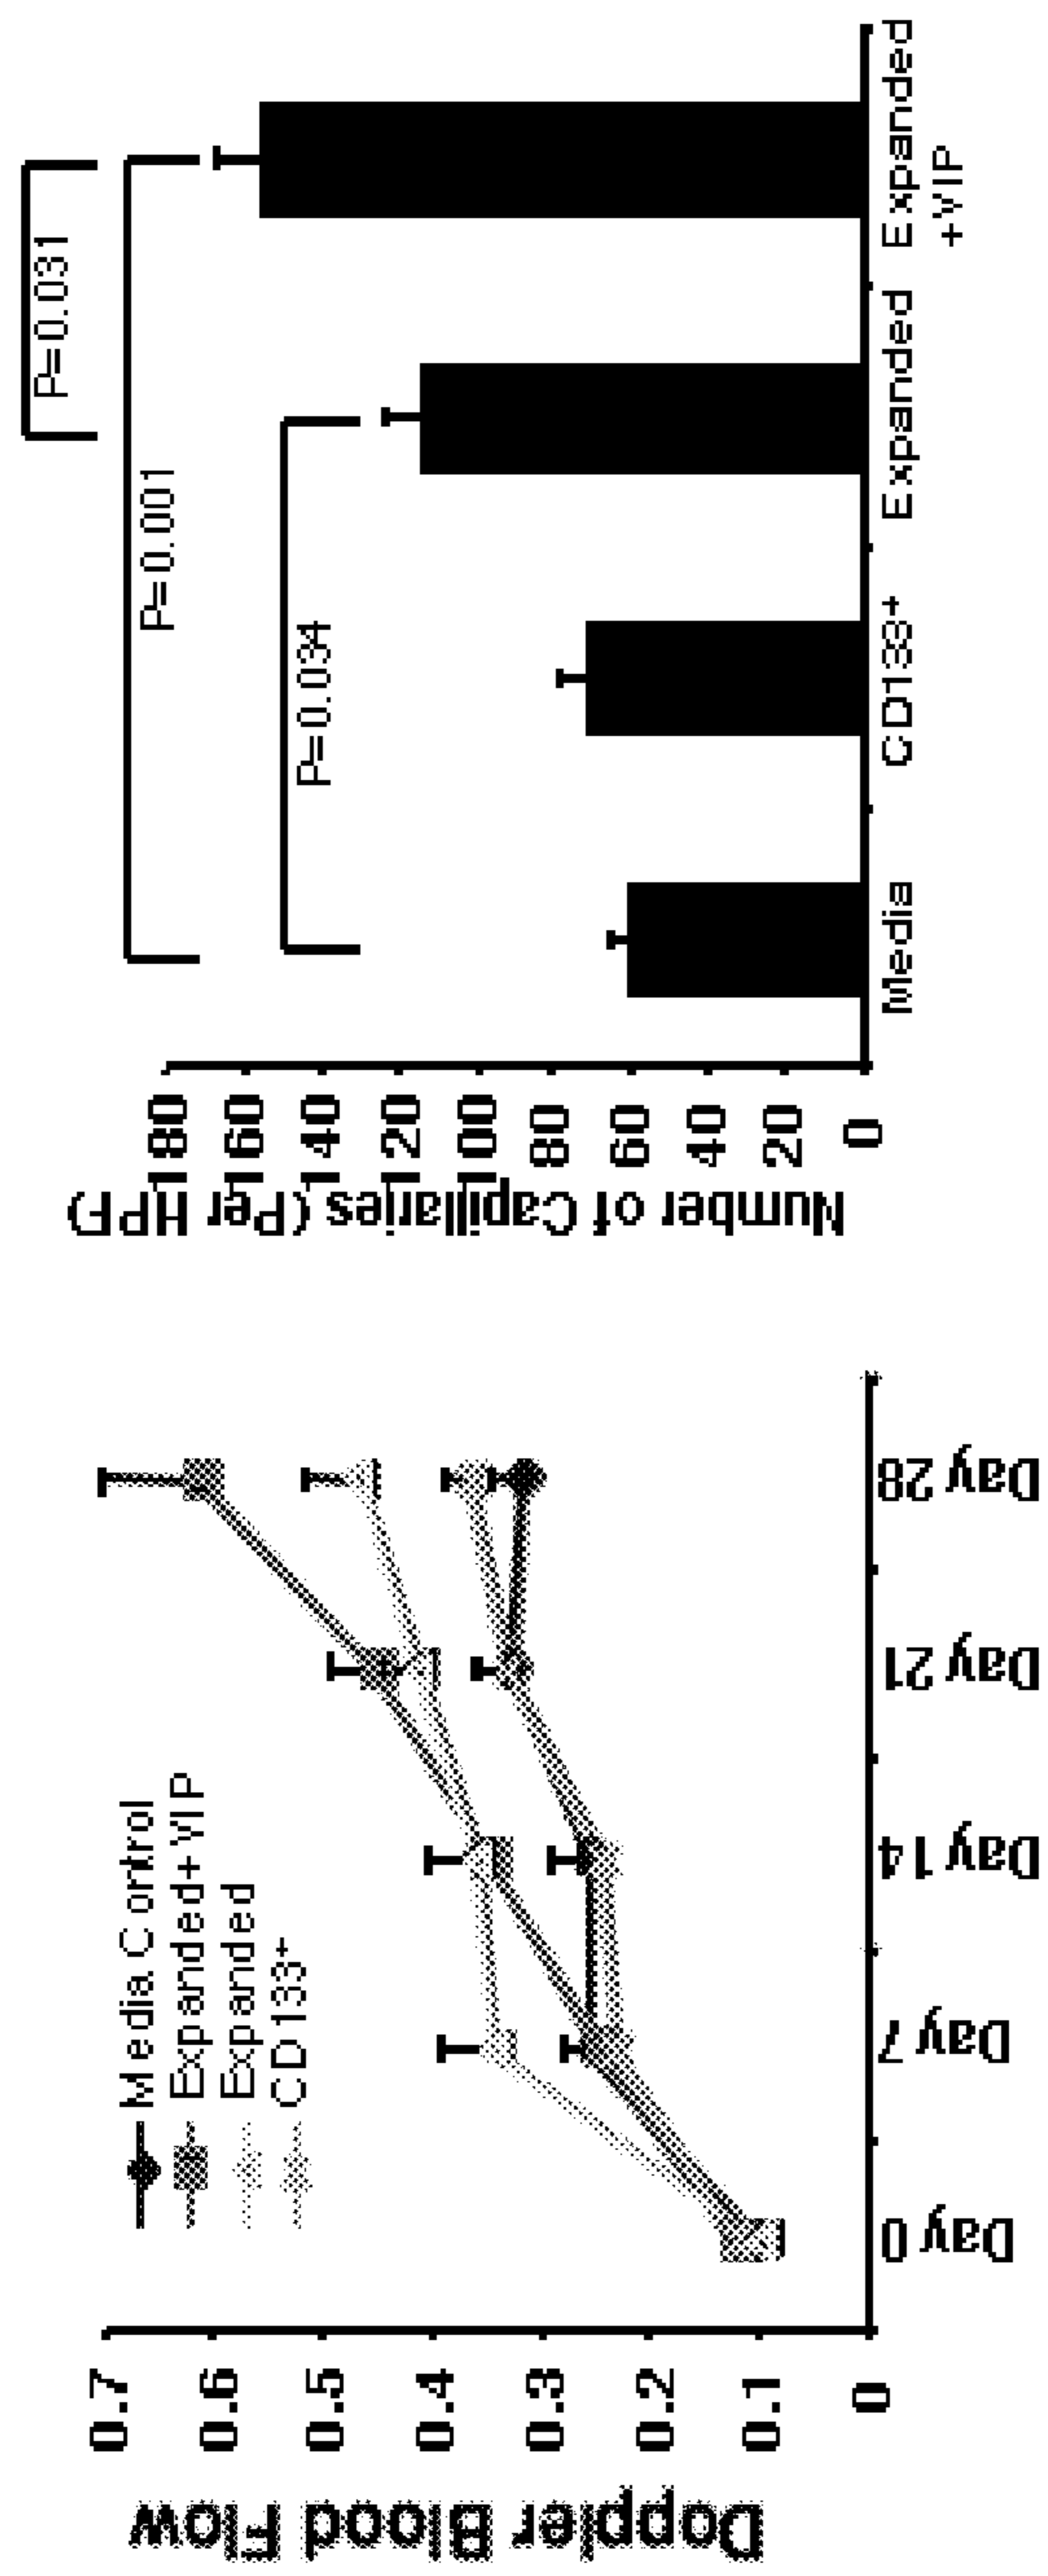 Doppler Blood Flow
0.7
0.6
0.5
0.4
0.3
0.2
0.1
0
Media Control
Expanded+VIP
Expanded
CD133+
Day 0
Day 7
Day 14
Day 21
Day 28
Number of Capillaries (Per HPF)
180
160
140
120
100
80
60
40
20
0
P=0.031
P=0.001
P=0.034
Media
CD133+
Expanded
Expanded
+VIP